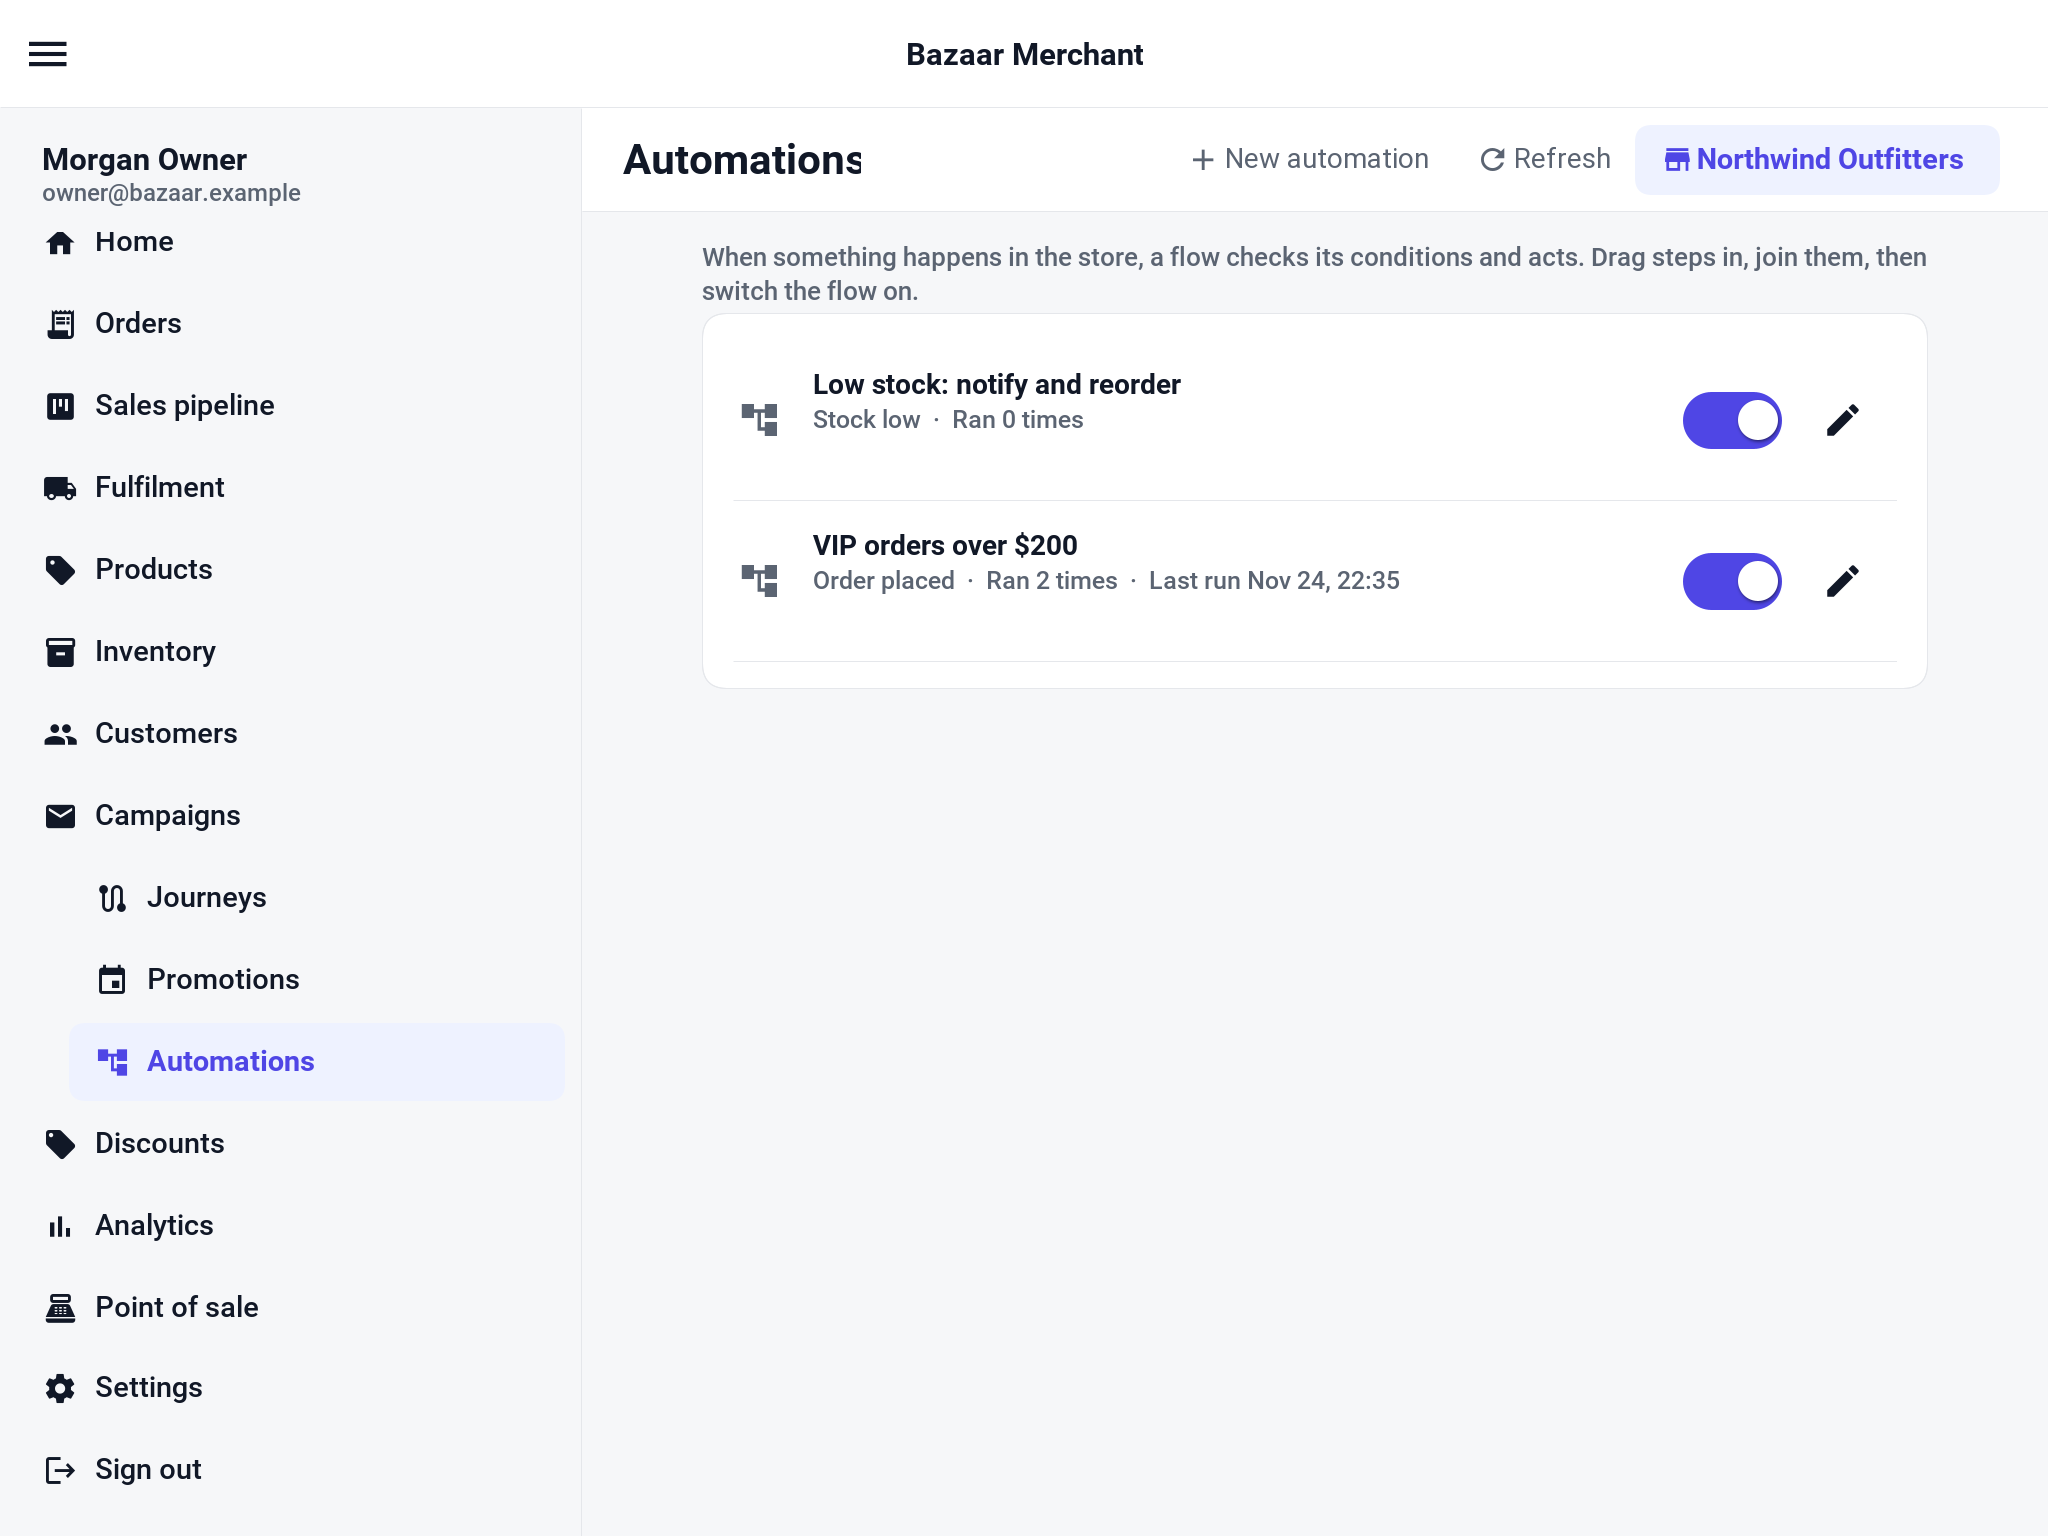 Bazaar Merchant
Morgan Owner
owner@bazaar.example
Home
Orders
Sales pipeline
Fulfilment
Products
Inventory
Customers
Campaigns
Journeys
Promotions
Automations
Discounts
Analytics
Point of sale
Settings
Sign out
Automations
New automation
Refresh
Northwind Outfitters
When something happens in the store, a flow checks its conditions and acts. Drag steps in, join them, then
switch the flow on.
Low stock: notify and reorder
Stock low · Ran 0 times
VIP orders over $200
Order placed · Ran 2 times · Last run Nov 24, 22:35